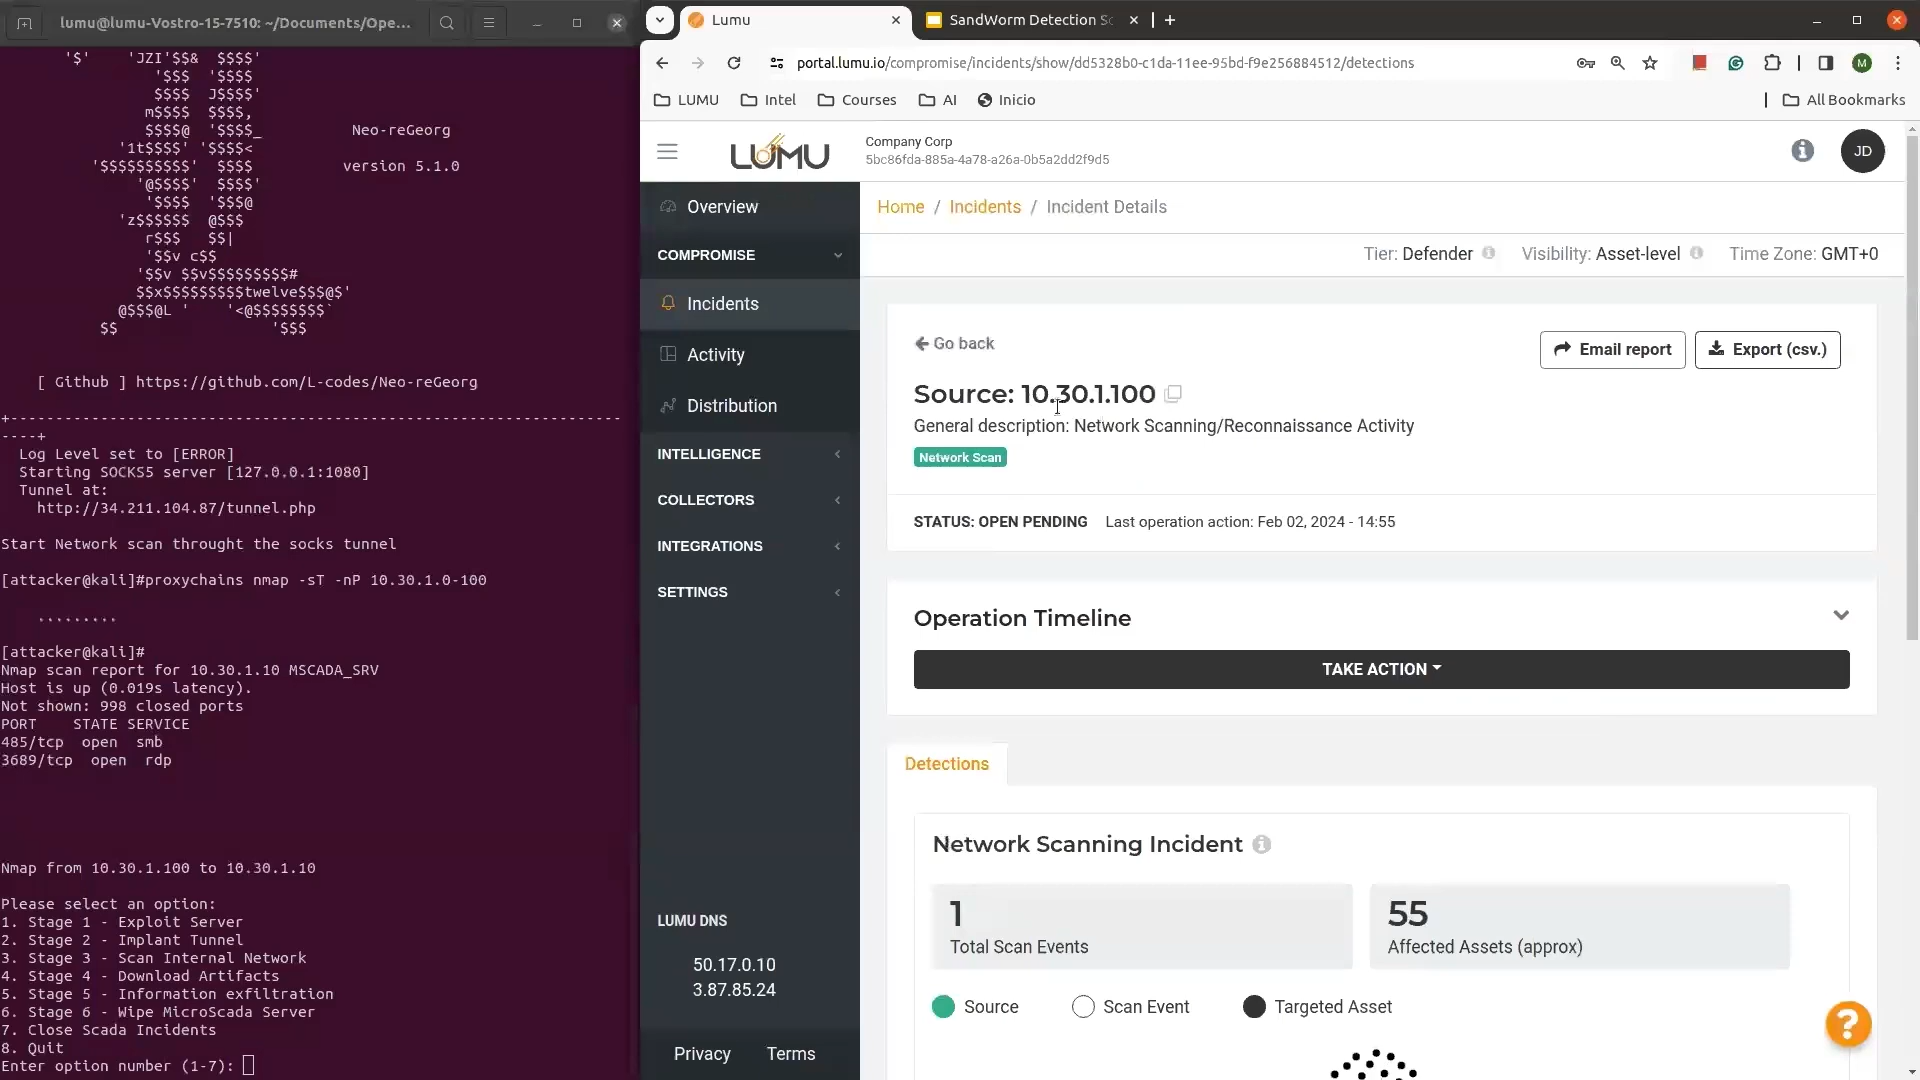 lumu@lumu-Vostro-15-7510: ~/Documents/Ope...
'$'    'JZI'$$&  $$$$'
'$$$  '$$$$
$$$$  J$$$$'
m$$$$  $$$$,
$$$$@  '$$$$_          Neo-reGeorg
'1t$$$$' '$$$$<
'$$$$$$$$$$'  $$$$          version 5.1.0
'@$$$$'  $$$$'
'$$$$  '$$$@
'z$$$$$$  @$$$
r$$$   $$|
'$$v c$$
'$$v $$v$$$$$$$$$#
$$x$$$$$$$$$twelve$$$@$'
@$$$@L '    '<@$$$$$$$$`
$$                 '$$$
[ Github ] https://github.com/L-codes/Neo-reGeorg
+--------------------------------------------------------------------
----+
Log Level set to [ERROR]
Starting SOCKS5 server [127.0.0.1:1080]
Tunnel at:
http://34.211.104.87/tunnel.php
Start Network scan throught the socks tunnel
[attacker@kali]#proxychains nmap -sT -nP 10.30.1.0-100
.........
[attacker@kali]#
Nmap scan report for 10.30.1.10 MSCADA_SRV
Host is up (0.019s latency).
Not shown: 998 closed ports
PORT    STATE SERVICE
485/tcp  open  smb
3689/tcp  open  rdp
Nmap from 10.30.1.100 to 10.30.1.10
Please select an option:
1. Stage 1 - Exploit Server
2. Stage 2 - Implant Tunnel
3. Stage 3 - Scan Internal Network
4. Stage 4 - Download Artifacts
5. Stage 5 - Information exfiltration
6. Stage 6 - Wipe MicroScada Server
7. Close Scada Incidents
8. Quit
Enter option number (1-7):
Lumu
SandWorm Detection Sc
portal.lumu.io/compromise/incidents/show/dd5328b0-c1da-11ee-95bd-f9e256884512/detections
M
LUMU
Intel
Courses
AI
Inicio
All Bookmarks
LUMU
Company Corp
5bc86fda-885a-4a78-a26a-0b5a2dd2f9d5
JD
Overview
COMPROMISE
Incidents
Activity
Distribution
INTELLIGENCE
COLLECTORS
INTEGRATIONS
SETTINGS
LUMU DNS
50.17.0.10
3.87.85.24
Privacy
Terms
Home / Incidents / Incident Details
Tier: Defender
Visibility: Asset-level
Time Zone: GMT+0
Go back
Email report
Export (csv.)
Source: 10.30.1.100
General description: Network Scanning/Reconnaissance Activity
Network Scan
STATUS: OPEN PENDING
Last operation action: Feb 02, 2024 - 14:55
Operation Timeline
TAKE ACTION
Detections
Network Scanning Incident
1
Total Scan Events
55
Affected Assets (approx)
Source
Scan Event
Targeted Asset
?